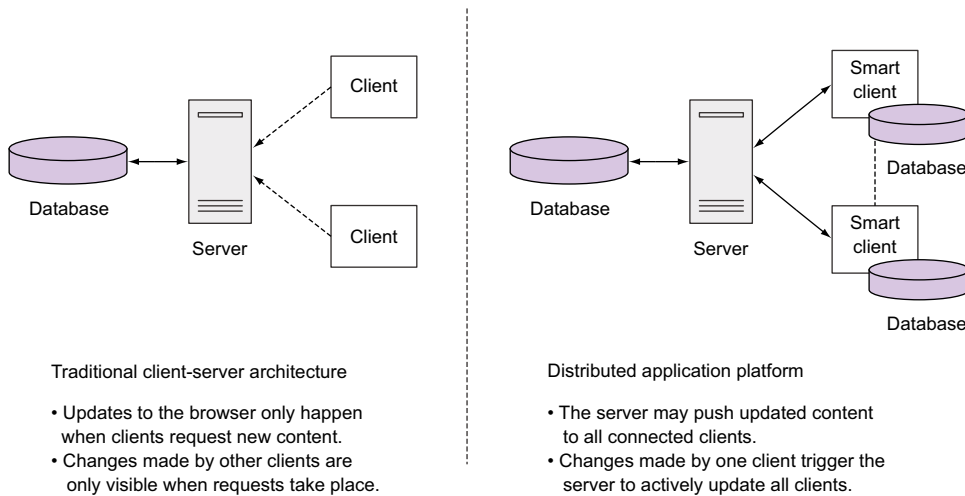 Client
Database
Server
Client
Traditional client-server architecture
• Updates to the browser only happen
when clients request new content.
• Changes made by other clients are
only visible when requests take place.
Smart
client
Database
Database
Server
Smart
client
Database
Distributed application platform
• The server may push updated content
to all connected clients.
• Changes made by one client trigger the
server to actively update all clients.